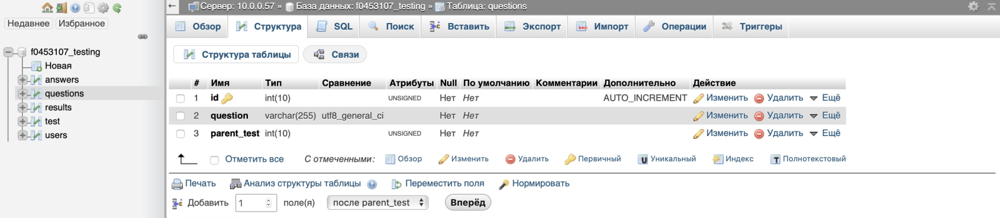 Недавнее Избранное
f0453107_testing
Новая
answers
questions
results
test
users
Сервер: 10.0.0.57 » База данных: f0453107_testing » Таблица: questions
Обзор Структура SQL Поиск Вставить Экспорт Импорт Операции Триггеры
Структура таблицы Связи
# Имя Тип Сравнение Атрибуты Null По умолчанию Комментарии Дополнительно Действие
1 id int(10) UNSIGNED Нет Нет AUTO_INCREMENT Изменить Удалить Ещё
2 question varchar(255) utf8_general_ci Нет Нет Изменить Удалить Ещё
3 parent_test int(10) UNSIGNED Нет Нет Изменить Удалить Ещё
Отметить все С отмеченными: Обзор Изменить Удалить Первичный U Уникальный Индекс T Полнотекстовый
Печать Анализ структуры таблицы Переместить поля Нормировать
Добавить 1 поле(я) после parent_test Вперёд